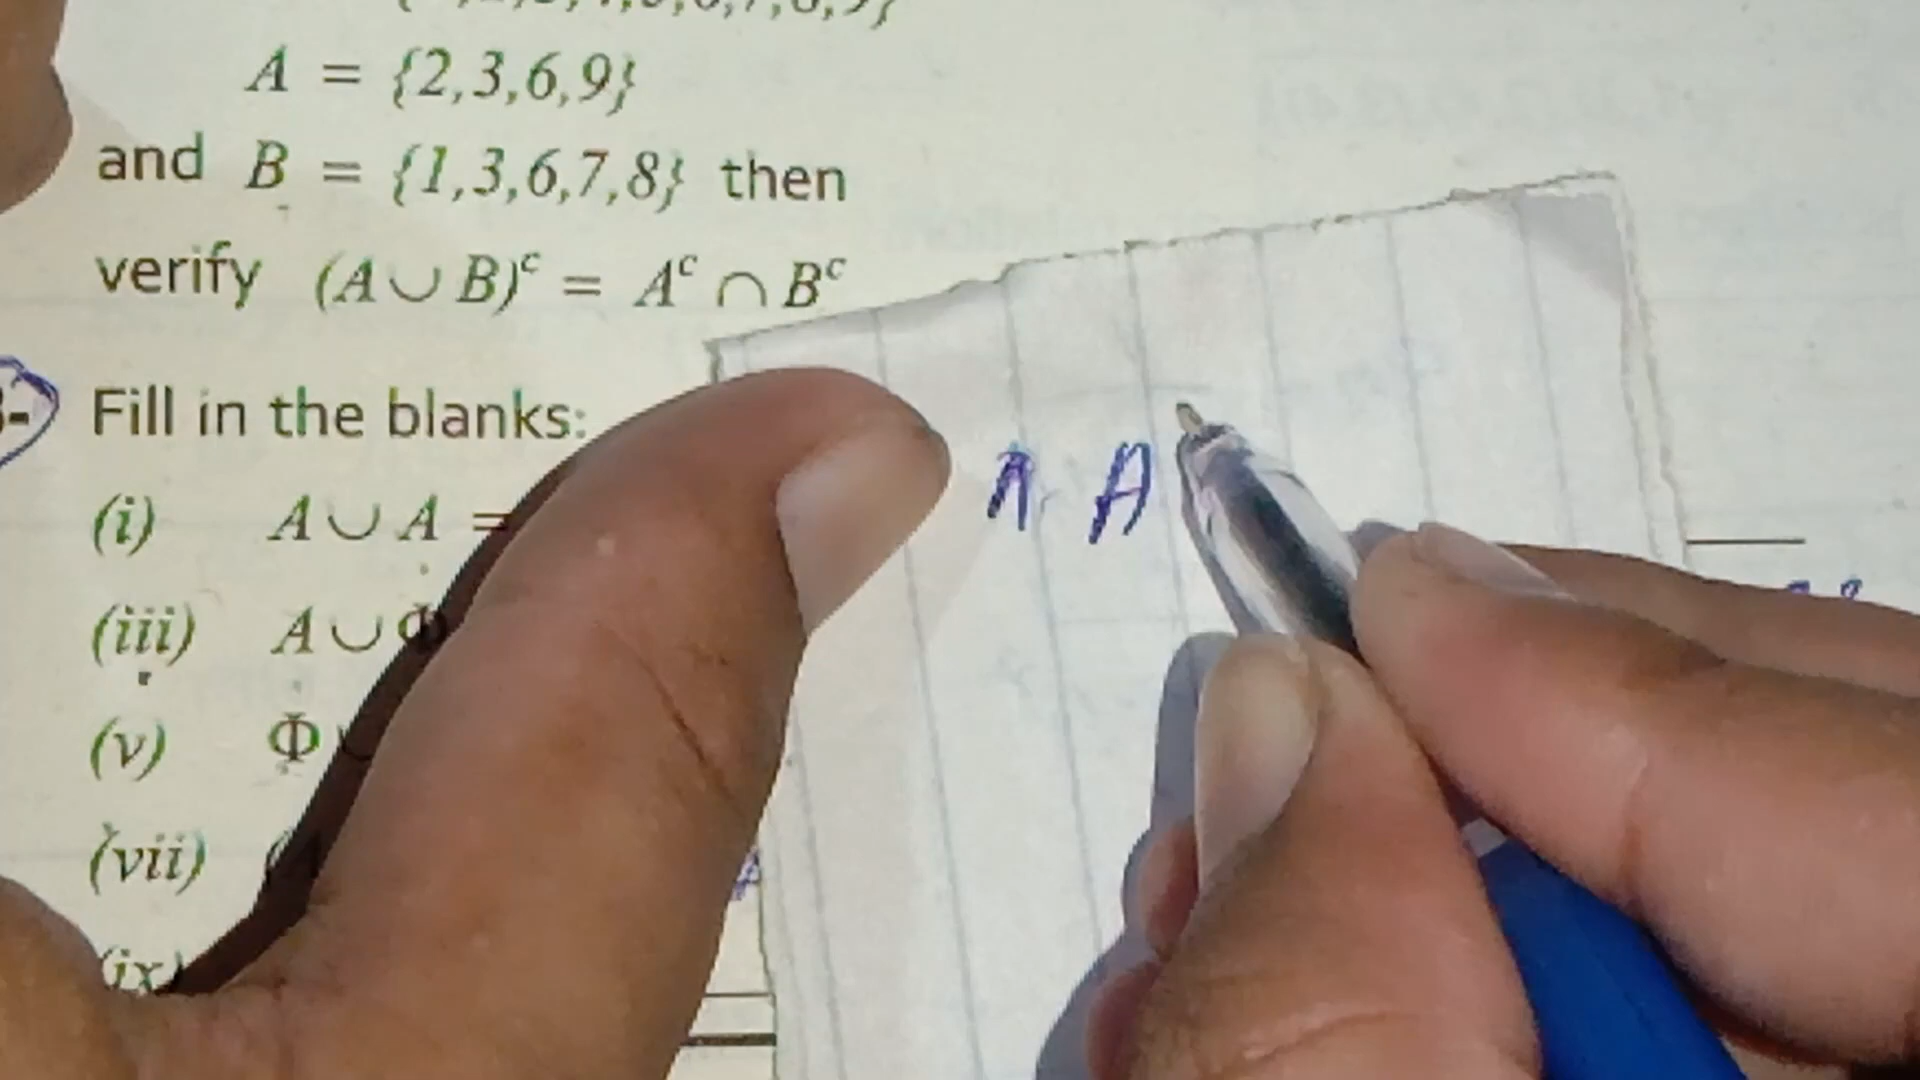 A = {2,3,6,9}
and B = {1,3,6,7,8} then
verify (A ∪ B)ᶜ = Aᶜ ∩ Bᶜ
Fill in the blanks:
(i) A ∪ A =
(iii) A ∪ Φ
(v) Φ ∪
(vii)
(ix)
A